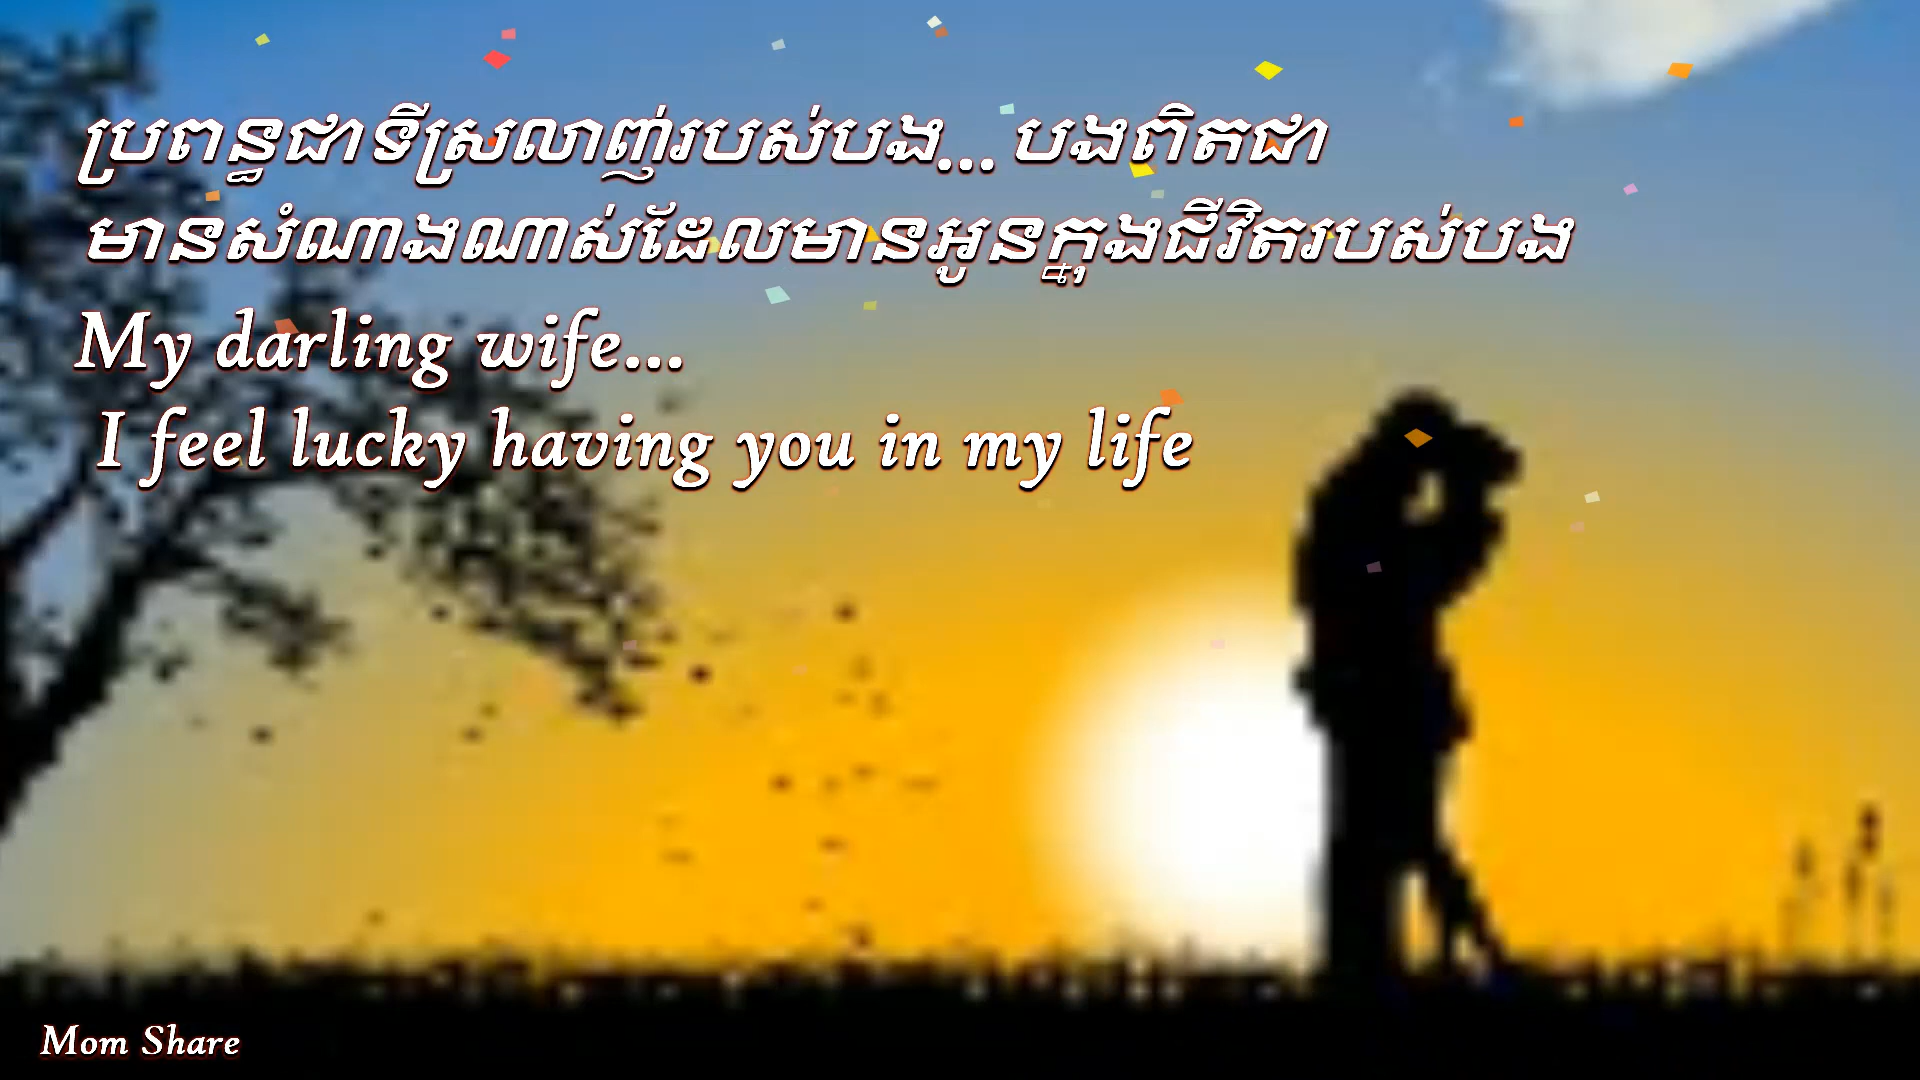 ប្រពន្ធជាទីស្រលាញ់របស់បង... បងពិតជា
មានសំណាងណាស់ដែលមានអូនក្នុងជីវិតរបស់បង
My darling wife...
I feel lucky having you in my life
Mom Share